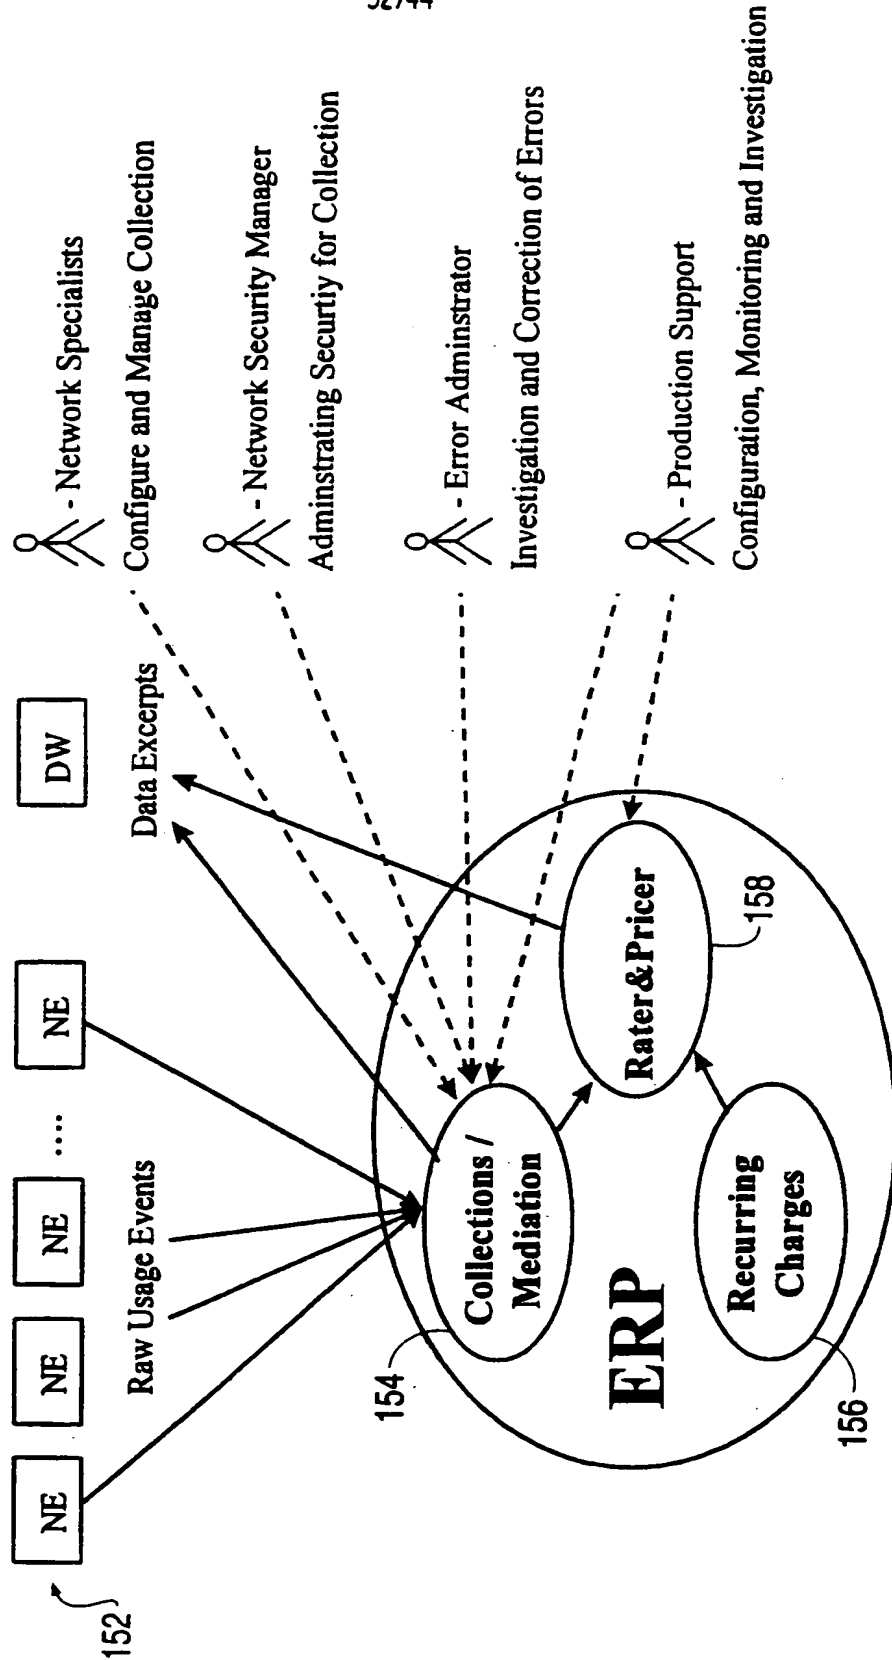 152
NE
NE
NE
....
NE
DW
Raw Usage Events
Data Excerpts
- Network Specialists
Configure and Manage Collection
- Network Security Manager
Adminstrating Securtiy for Collection
- Error Adminstrator
Investigation and Correction of Errors
- Production Support
Configuration, Monitoring and Investigation
154
Collections /
Mediation
ERP
Rater&Pricer
158
Recurring
Charges
156